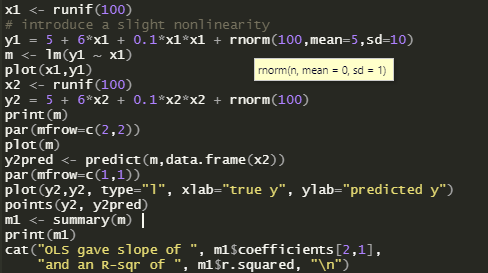 x1 <- runif(100)
# introduce a slight nonlinearity
y1 = 5 + 6*x1 + 0.1*x1*x1 + rnorm(100,mean=5,sd=10)
m <- lm(y1 ~ x1)
plot(x1,y1)
rnorm(n, mean = 0, sd = 1)
x2 <- runif(100)
y2 = 5 + 6*x2 + 0.1*x2*x2 + rnorm(100)
print(m)
par(mfrow=c(2,2))
plot(m)
y2pred <- predict(m,data.frame(x2))
par(mfrow=c(1,1))
plot(y2,y2, type="l", xlab="true y", ylab="predicted y")
points(y2, y2pred)
m1 <- summary(m)
print(m1)
cat("OLS gave slope of ", m1$coefficients[2,1],
"and an R-sqr of ", m1$r.squared, "\n")